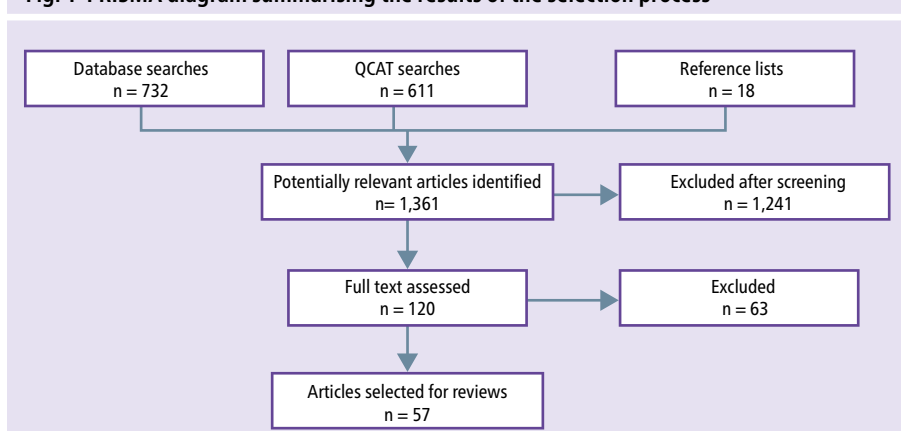 Fig. 1 PRISMA diagram summarising the results of the selection process
Database searches
n = 732
QCAT searches
n = 611
Reference lists
n = 18
Potentially relevant articles identified
n= 1,361
Excluded after screening
n = 1,241
Full text assessed
n = 120
Excluded
n = 63
Articles selected for reviews
n = 57